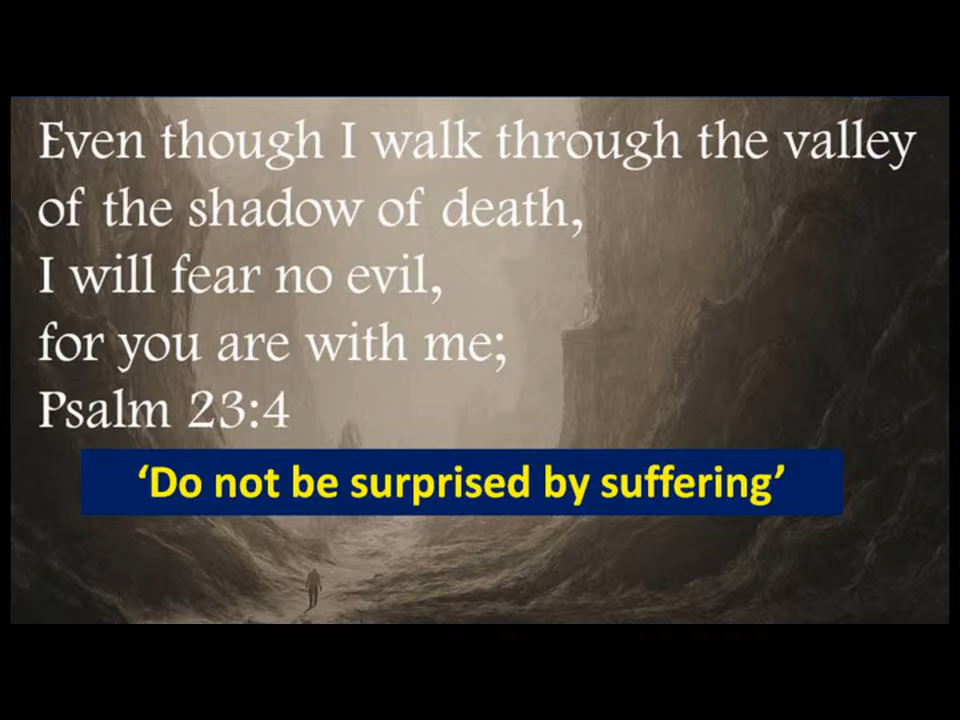 Even though I walk through the valley
of the shadow of death,
I will fear no evil,
for you are with me;
Psalm 23:4
‘Do not be surprised by suffering’